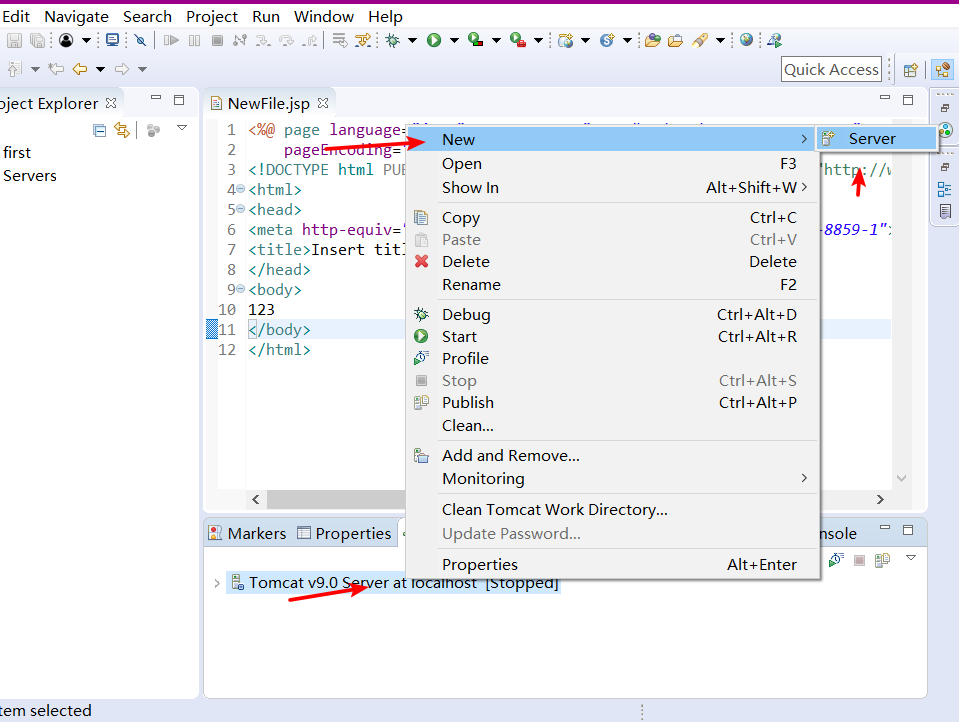 Edit Navigate Search Project Run Window Help
Quick Access
oject Explorer
NewFile.jsp
first
Servers
1 <%@ page language=
2 pageEncoding=
3 <!DOCTYPE html PU
"http://w
4 <html>
5 <head>
6 <meta http-equiv="
-8859-1">
7 <title>Insert titl
8 </head>
9 <body>
10 123
11 </body>
12 </html>
New
Server
Open F3
Show In Alt+Shift+W
Copy Ctrl+C
Paste Ctrl+V
Delete Delete
Rename F2
Debug Ctrl+Alt+D
Start Ctrl+Alt+R
Profile
Stop Ctrl+Alt+S
Publish Ctrl+Alt+P
Clean...
Add and Remove...
Monitoring
Clean Tomcat Work Directory...
Update Password...
Properties Alt+Enter
Markers Properties
nsole
Tomcat v9.0 Server at localhost [Stopped]
tem selected